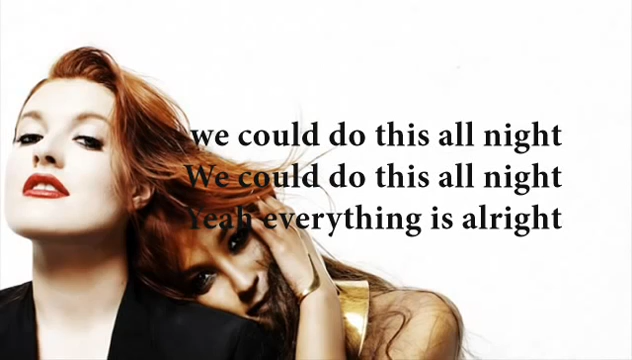 we could do this all night
We could do this all night
Yeah everything is alright